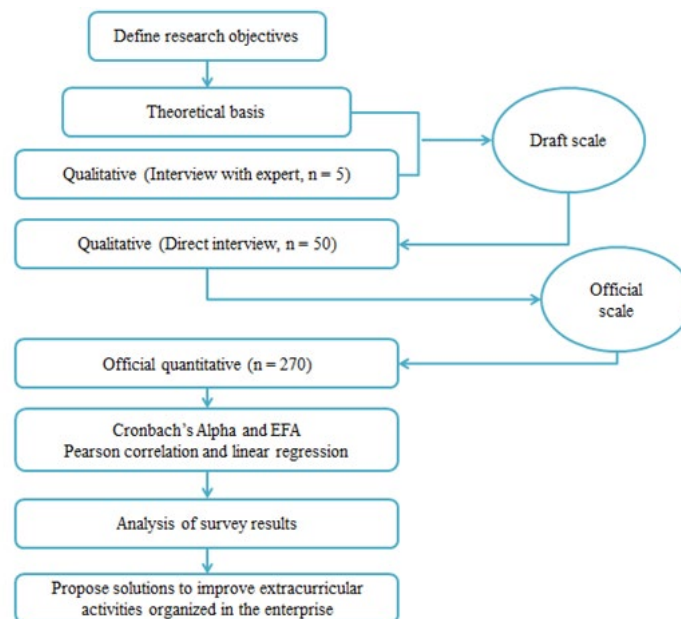 Define research objectives
Theoretical basis
Draft scale
Qualitative (Interview with expert, n = 5)
Qualitative (Direct interview, n = 50)
Official
scale
Official quantitative (n = 270)
Cronbach's Alpha and EFA
Pearson correlation and linear regression
Analysis of survey results
Propose solutions to improve extracurricular
activities organized in the enterprise